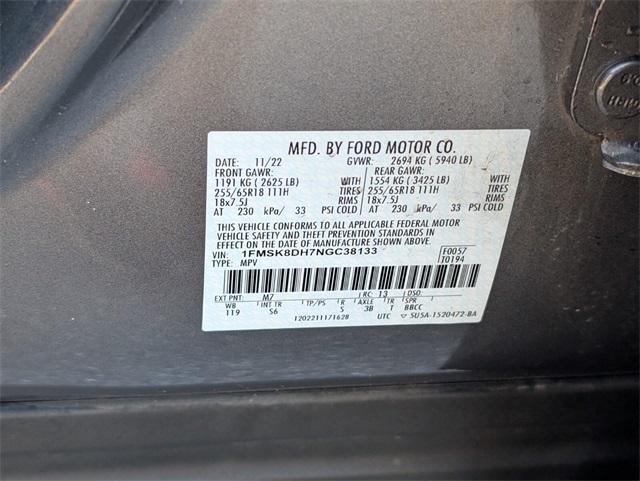 MFD. BY FORD MOTOR CO.
DATE: 11/22 GVWR: 2694 KG ( 5940 LB)
FRONT GAWR: REAR GAWR:
1191 KG ( 2625 LB) WITH 1554 KG ( 3425 LB) WITH
255/65R18 111H TIRES 255/65R18 111H TIRES
18x7.5J RIMS 18x7.5J RIMS
AT 230 kPa/ 33 PSI COLD AT 230 kPa/ 33 PSI COLD
THIS VEHICLE CONFORMS TO ALL APPLICABLE FEDERAL MOTOR
VEHICLE SAFETY AND THEFT PREVENTION STANDARDS IN
EFFECT ON THE DATE OF MANUFACTURE SHOWN ABOVE.
VIN: 1FMSK8DH7NGC38133 F0057
TYPE: MPV T0194
EXT PNT: M7 RC: 13 DSO:
WB INT TR TP/PS R AXLE TR SPR
119 S6 S 3B T BBCC
1202211171628 UTC ▽ 5U5A-1520472-BA